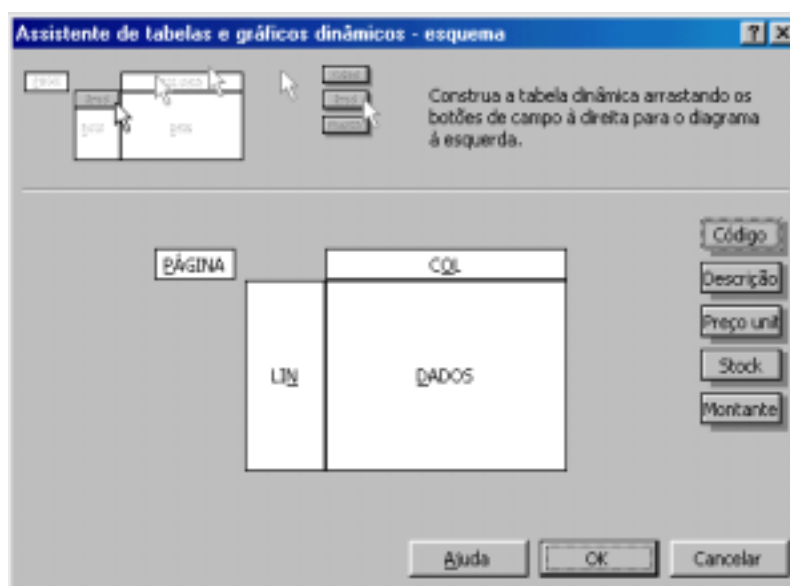 Assistente de tabelas e gráficos dinâmicos - esquema
Construa a tabela dinâmica arrastando os
botões de campo à direita para o diagrama
à esquerda.
PÁGINA
COL
LIN
DADOS
Código
Descrição
Preço unit
Stock
Montante
Ajuda
OK
Cancelar